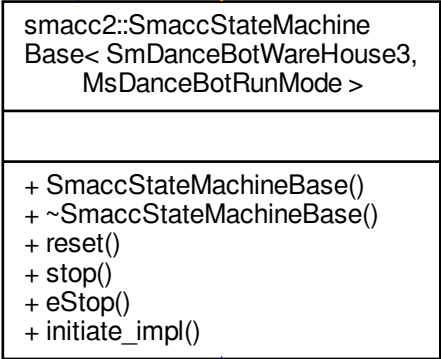 smacc2::SmaccStateMachine
Base< SmDanceBotWareHouse3,
MsDanceBotRunMode >
+ SmaccStateMachineBase()
+ ~SmaccStateMachineBase()
+ reset()
+ stop()
+ eStop()
+ initiate_impl()